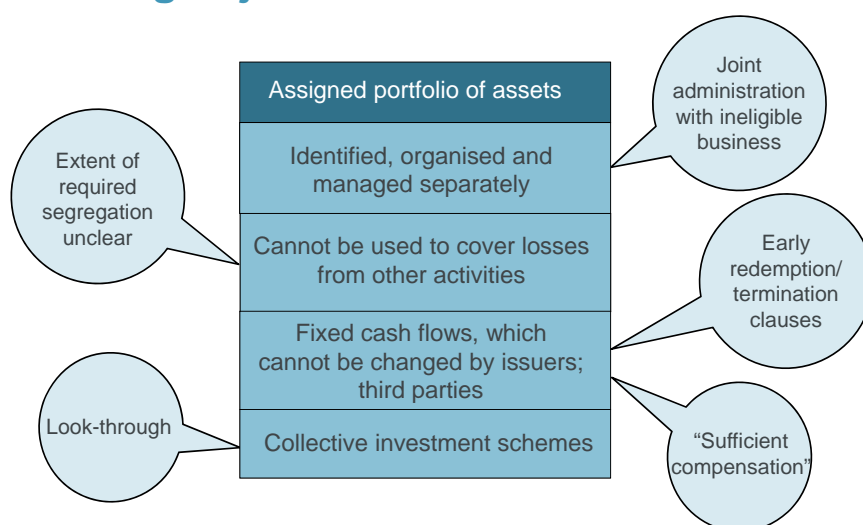 Assigned portfolio of assets
Identified, organised and
managed separately
Cannot be used to cover losses
from other activities
Fixed cash flows, which
cannot be changed by issuers;
third parties
Collective investment schemes
Extent of
required
segregation
unclear
Look-through
Joint
administration
with ineligible
business
Early
redemption/
termination
clauses
“Sufficient
compensation”